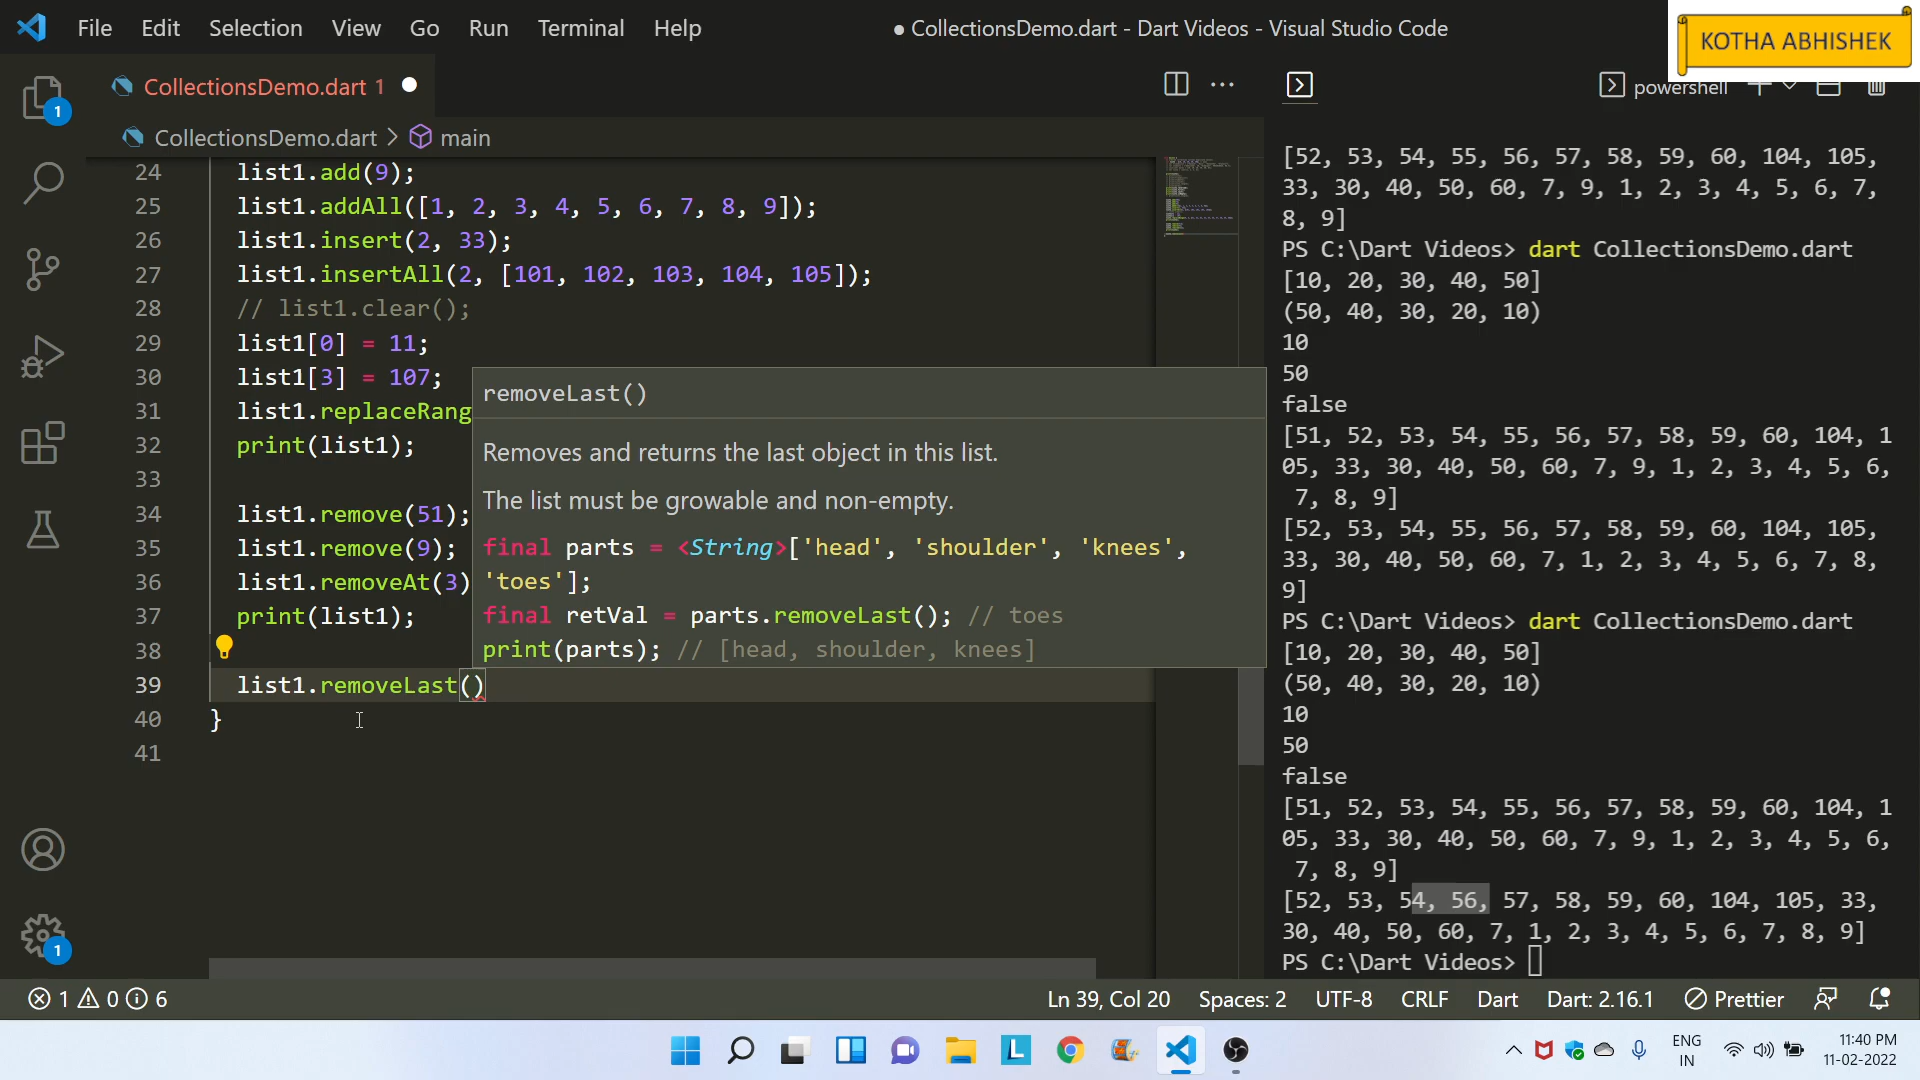 File Edit Selection View Go Run Terminal Help
● CollectionsDemo.dart - Dart Videos - Visual Studio Code
KOTHA ABHISHEK
1
CollectionsDemo.dart 1
CollectionsDemo.dart > main
24 list1.add(9);
25 list1.addAll([1, 2, 3, 4, 5, 6, 7, 8, 9]);
26 list1.insert(2, 33);
27 list1.insertAll(2, [101, 102, 103, 104, 105]);
28 // list1.clear();
29 list1[0] = 11;
30 list1[3] = 107;
31 list1.replaceRang
32 print(list1);
33
34 list1.remove(51);
35 list1.remove(9);
36 list1.removeAt(3)
37 print(list1);
38
39 list1.removeLast()
40 }
41
removeLast()
Removes and returns the last object in this list.
The list must be growable and non-empty.
final parts = <String>['head', 'shoulder', 'knees',
'toes'];
final retVal = parts.removeLast(); // toes
print(parts); // [head, shoulder, knees]
powershell
[52, 53, 54, 55, 56, 57, 58, 59, 60, 104, 105,
33, 30, 40, 50, 60, 7, 9, 1, 2, 3, 4, 5, 6, 7,
8, 9]
PS C:\Dart Videos> dart CollectionsDemo.dart
[10, 20, 30, 40, 50]
(50, 40, 30, 20, 10)
10
50
false
[51, 52, 53, 54, 55, 56, 57, 58, 59, 60, 104, 1
05, 33, 30, 40, 50, 60, 7, 9, 1, 2, 3, 4, 5, 6,
7, 8, 9]
[52, 53, 54, 55, 56, 57, 58, 59, 60, 104, 105,
33, 30, 40, 50, 60, 7, 1, 2, 3, 4, 5, 6, 7, 8,
9]
PS C:\Dart Videos> dart CollectionsDemo.dart
[10, 20, 30, 40, 50]
(50, 40, 30, 20, 10)
10
50
false
[51, 52, 53, 54, 55, 56, 57, 58, 59, 60, 104, 1
05, 33, 30, 40, 50, 60, 7, 9, 1, 2, 3, 4, 5, 6,
7, 8, 9]
[52, 53, 54, 56, 57, 58, 59, 60, 104, 105, 33,
30, 40, 50, 60, 7, 1, 2, 3, 4, 5, 6, 7, 8, 9]
PS C:\Dart Videos>
1
1 0 6
Ln 39, Col 20 Spaces: 2 UTF-8 CRLF Dart Dart: 2.16.1 Prettier
L
ENG
IN
11:40 PM
11-02-2022